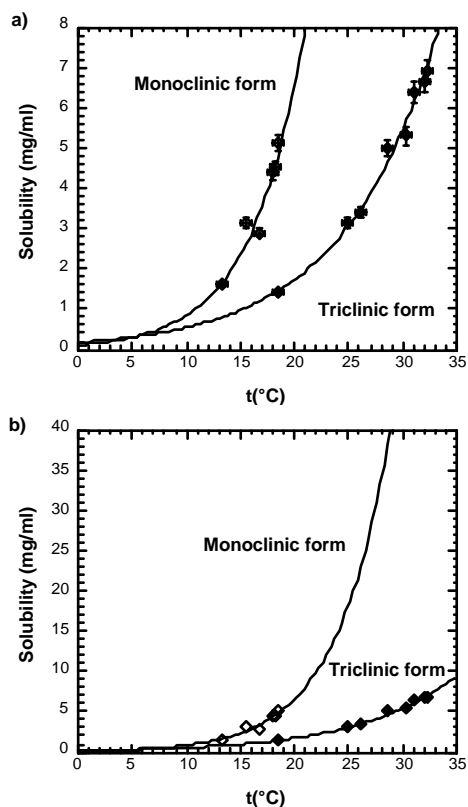 a)
8
7
6
5
4
3
2
1
0
Solubility (mg/ml)
Monoclinic form
Triclinic form
0 5 10 15 20 25 30 35
t(°C)
b)
40
35
30
25
20
15
10
5
0
Solubility (mg/ml)
Monoclinic form
Triclinic form
0 5 10 15 20 25 30 35
t(°C)